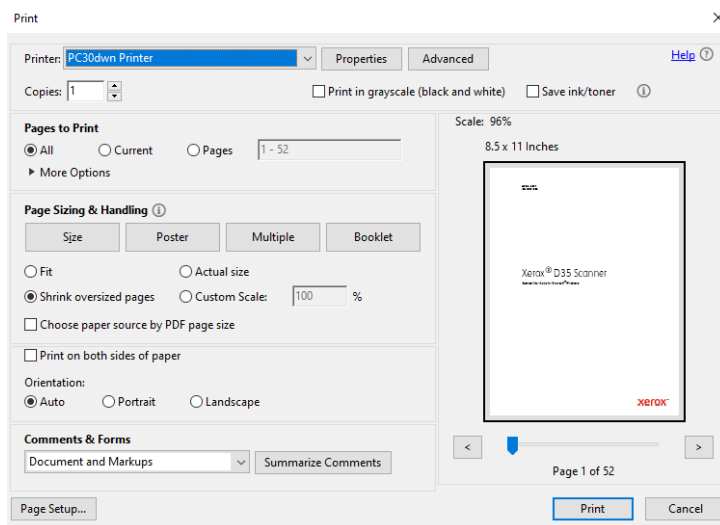 Print
Printer: PC30dwn Printer Properties Advanced Help
Copies: 1 Print in grayscale (black and white) Save ink/toner
Pages to Print
All Current Pages 1 - 52
More Options
Page Sizing & Handling
Size Poster Multiple Booklet
Fit Actual size
Shrink oversized pages Custom Scale: 100 %
Choose paper source by PDF page size
Print on both sides of paper
Orientation:
Auto Portrait Landscape
Comments & Forms
Document and Markups Summarize Comments
Scale: 96%
8.5 x 11 Inches
Xerox® D35 Scanner
xerox™
< >
Page 1 of 52
Page Setup... Print Cancel